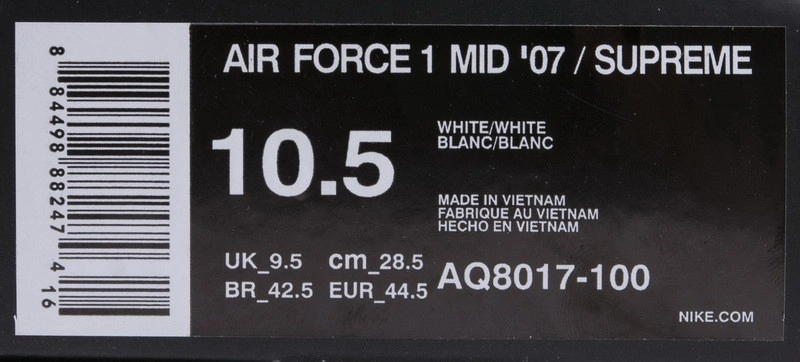 AIR FORCE 1 MID '07 / SUPREME
10.5
WHITE/WHITE
BLANC/BLANC
MADE IN VIETNAM
FABRIQUE AU VIETNAM
HECHO EN VIETNAM
UK_9.5 cm_28.5
BR_42.5 EUR_44.5
AQ8017-100
NIKE.COM
8 84498 88247 4 16